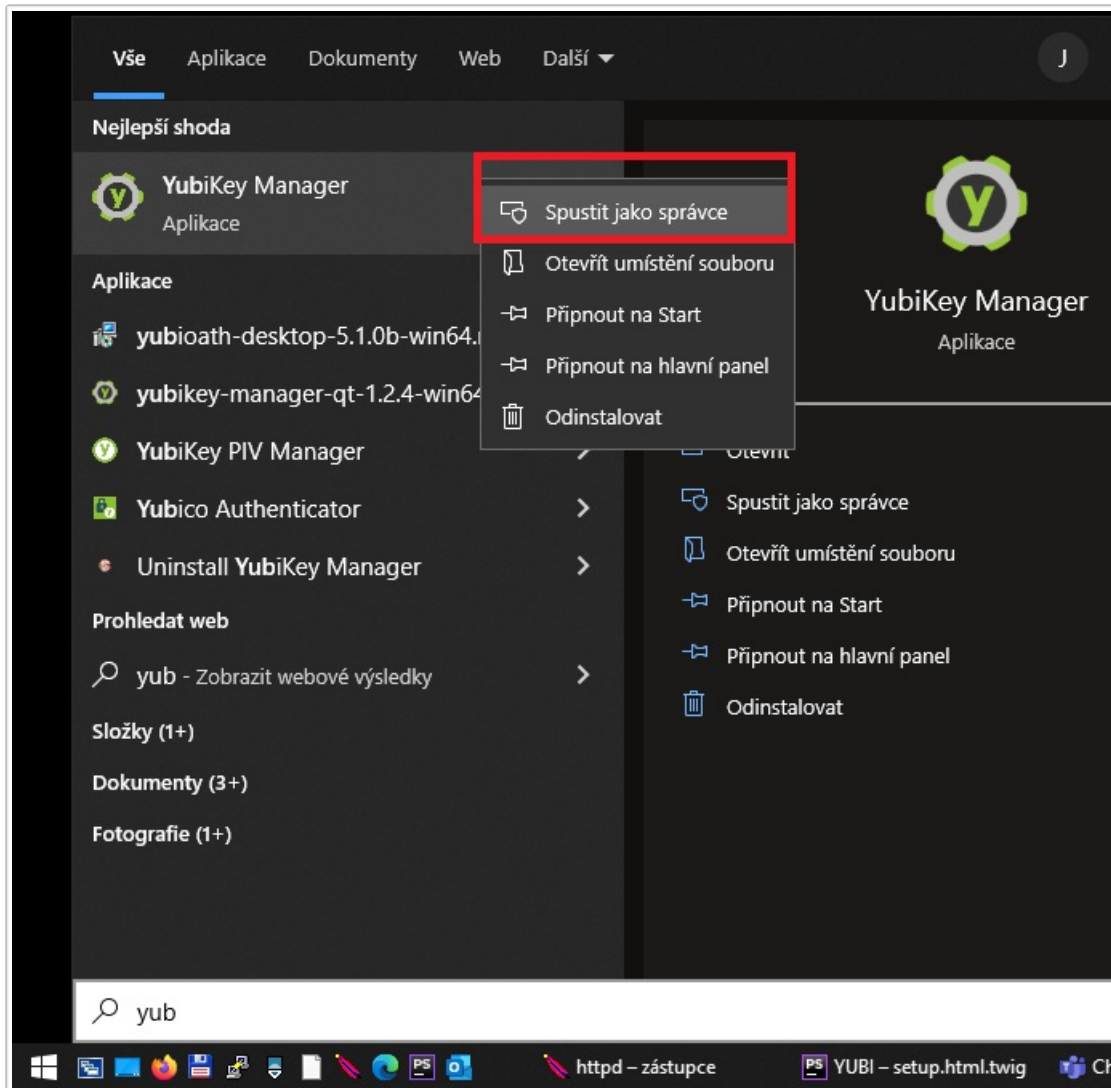 Vše Aplikace Dokumenty Web Další
J
Nejlepší shoda
YubiKey Manager
Aplikace
Spustit jako správce
Otevřít umístění souboru
Připnout na Start
Připnout na hlavní panel
Odinstalovat
Aplikace
yubioath-desktop-5.1.0b-win64.
yubikey-manager-qt-1.2.4-win64
YubiKey PIV Manager
Yubico Authenticator
Uninstall YubiKey Manager
Prohledat web
yub - Zobrazit webové výsledky
Složky (1+)
Dokumenty (3+)
Fotografie (1+)
YubiKey Manager
Aplikace
Otevřít
Spustit jako správce
Otevřít umístění souboru
Připnout na Start
Připnout na hlavní panel
Odinstalovat
yub
httpd – zástupce
YUBI – setup.html.twig